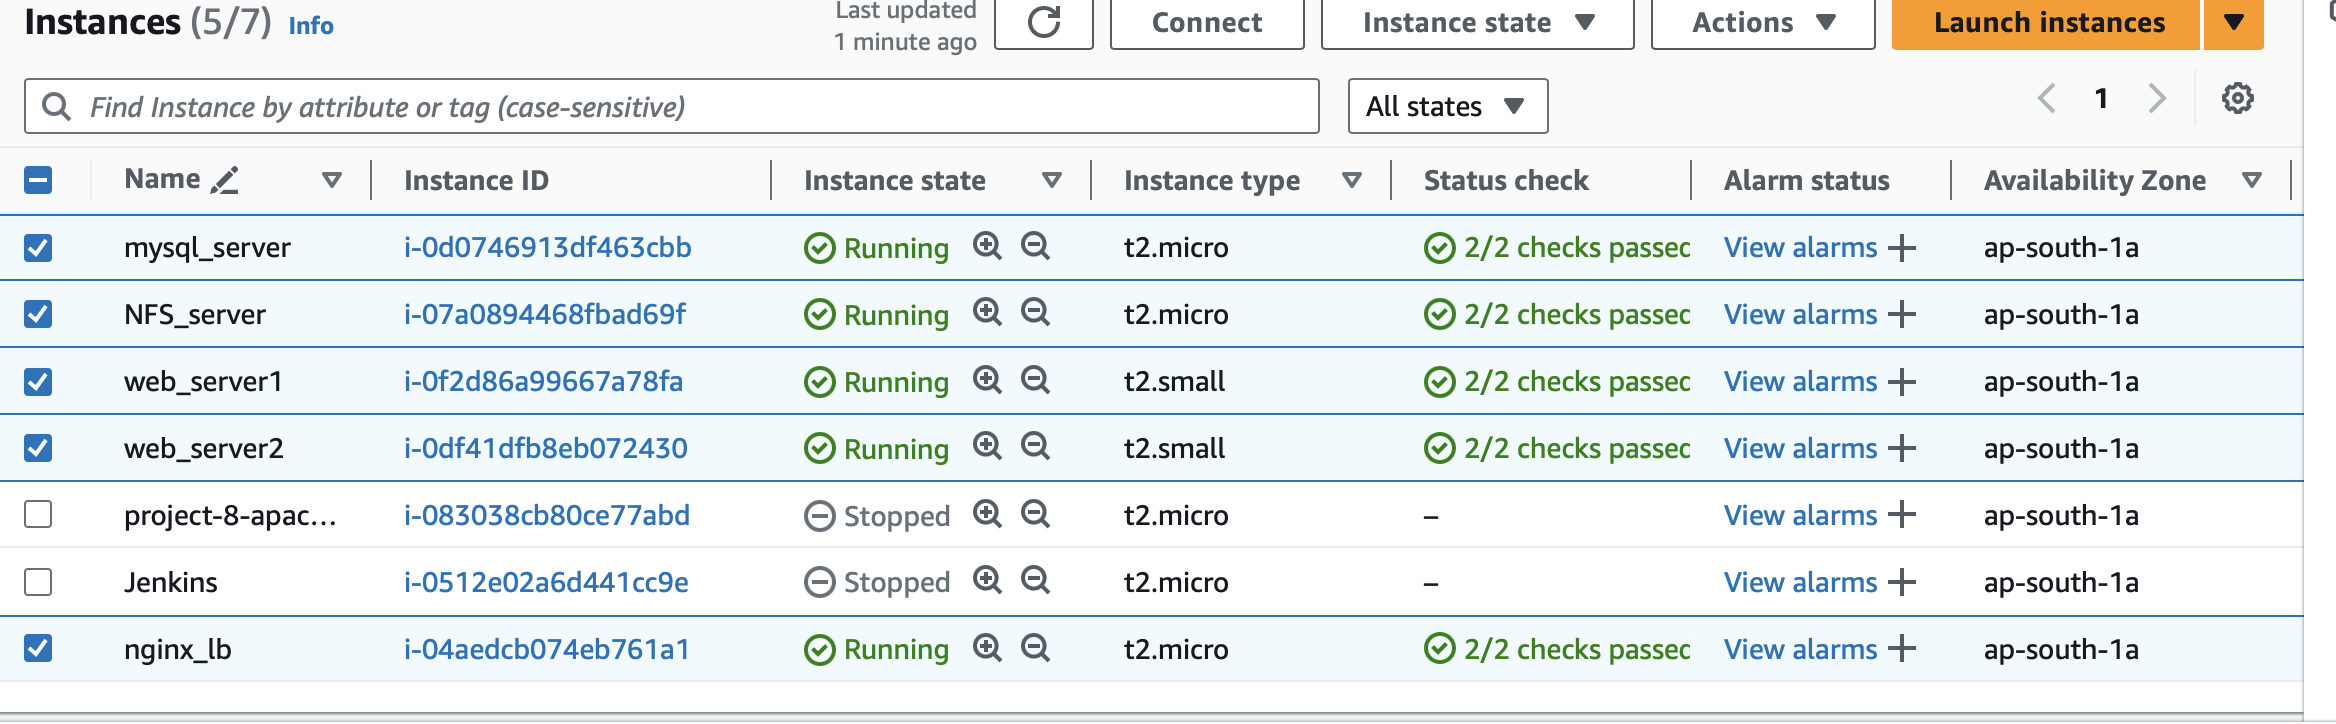 Instances (5/7) Info
Last updated
1 minute ago
Connect
Instance state
Actions
Launch instances
Find Instance by attribute or tag (case-sensitive)
All states
1
Name Instance ID Instance state Instance type Status check Alarm status Availability Zone
mysql_server i-0d0746913df463cbb Running t2.micro 2/2 checks passec View alarms + ap-south-1a
NFS_server i-07a0894468fbad69f Running t2.micro 2/2 checks passec View alarms + ap-south-1a
web_server1 i-0f2d86a99667a78fa Running t2.small 2/2 checks passec View alarms + ap-south-1a
web_server2 i-0df41dfb8eb072430 Running t2.small 2/2 checks passec View alarms + ap-south-1a
project-8-apac... i-083038cb80ce77abd Stopped t2.micro – View alarms + ap-south-1a
Jenkins i-0512e02a6d441cc9e Stopped t2.micro – View alarms + ap-south-1a
nginx_lb i-04aedcb074eb761a1 Running t2.micro 2/2 checks passec View alarms + ap-south-1a